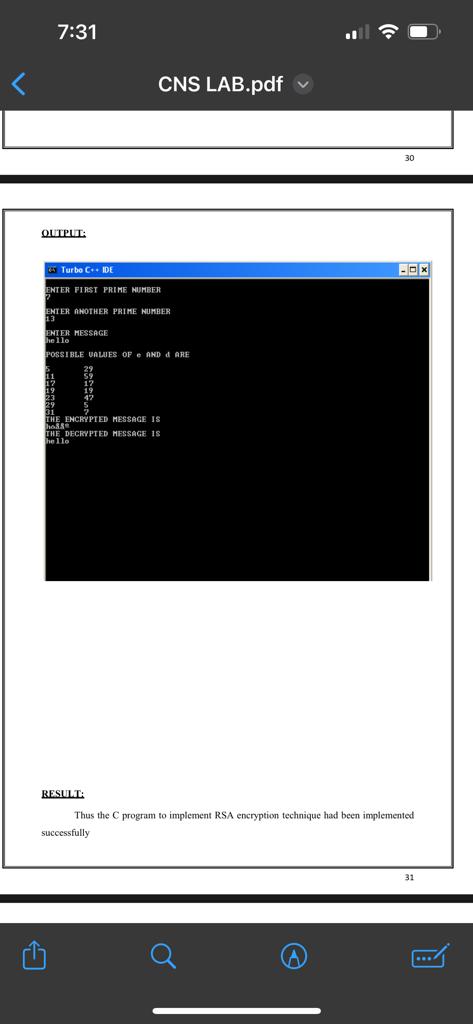 7:31
CNS LAB.pdf
30
OUTPUT:
Turbo C++ IDE
ENTER FIRST PRIME NUMBER
7
ENTER ANOTHER PRIME NUMBER
13
ENTER MESSAGE
hello
POSSIBLE VALUES OF e AND d ARE
5 29
11 59
17 17
19 19
23 47
29 5
31 7
THE ENCRYPTED MESSAGE IS
THE DECRYPTED MESSAGE IS
hello
RESULT:
Thus the C program to implement RSA encryption technique had been implemented
successfully
31